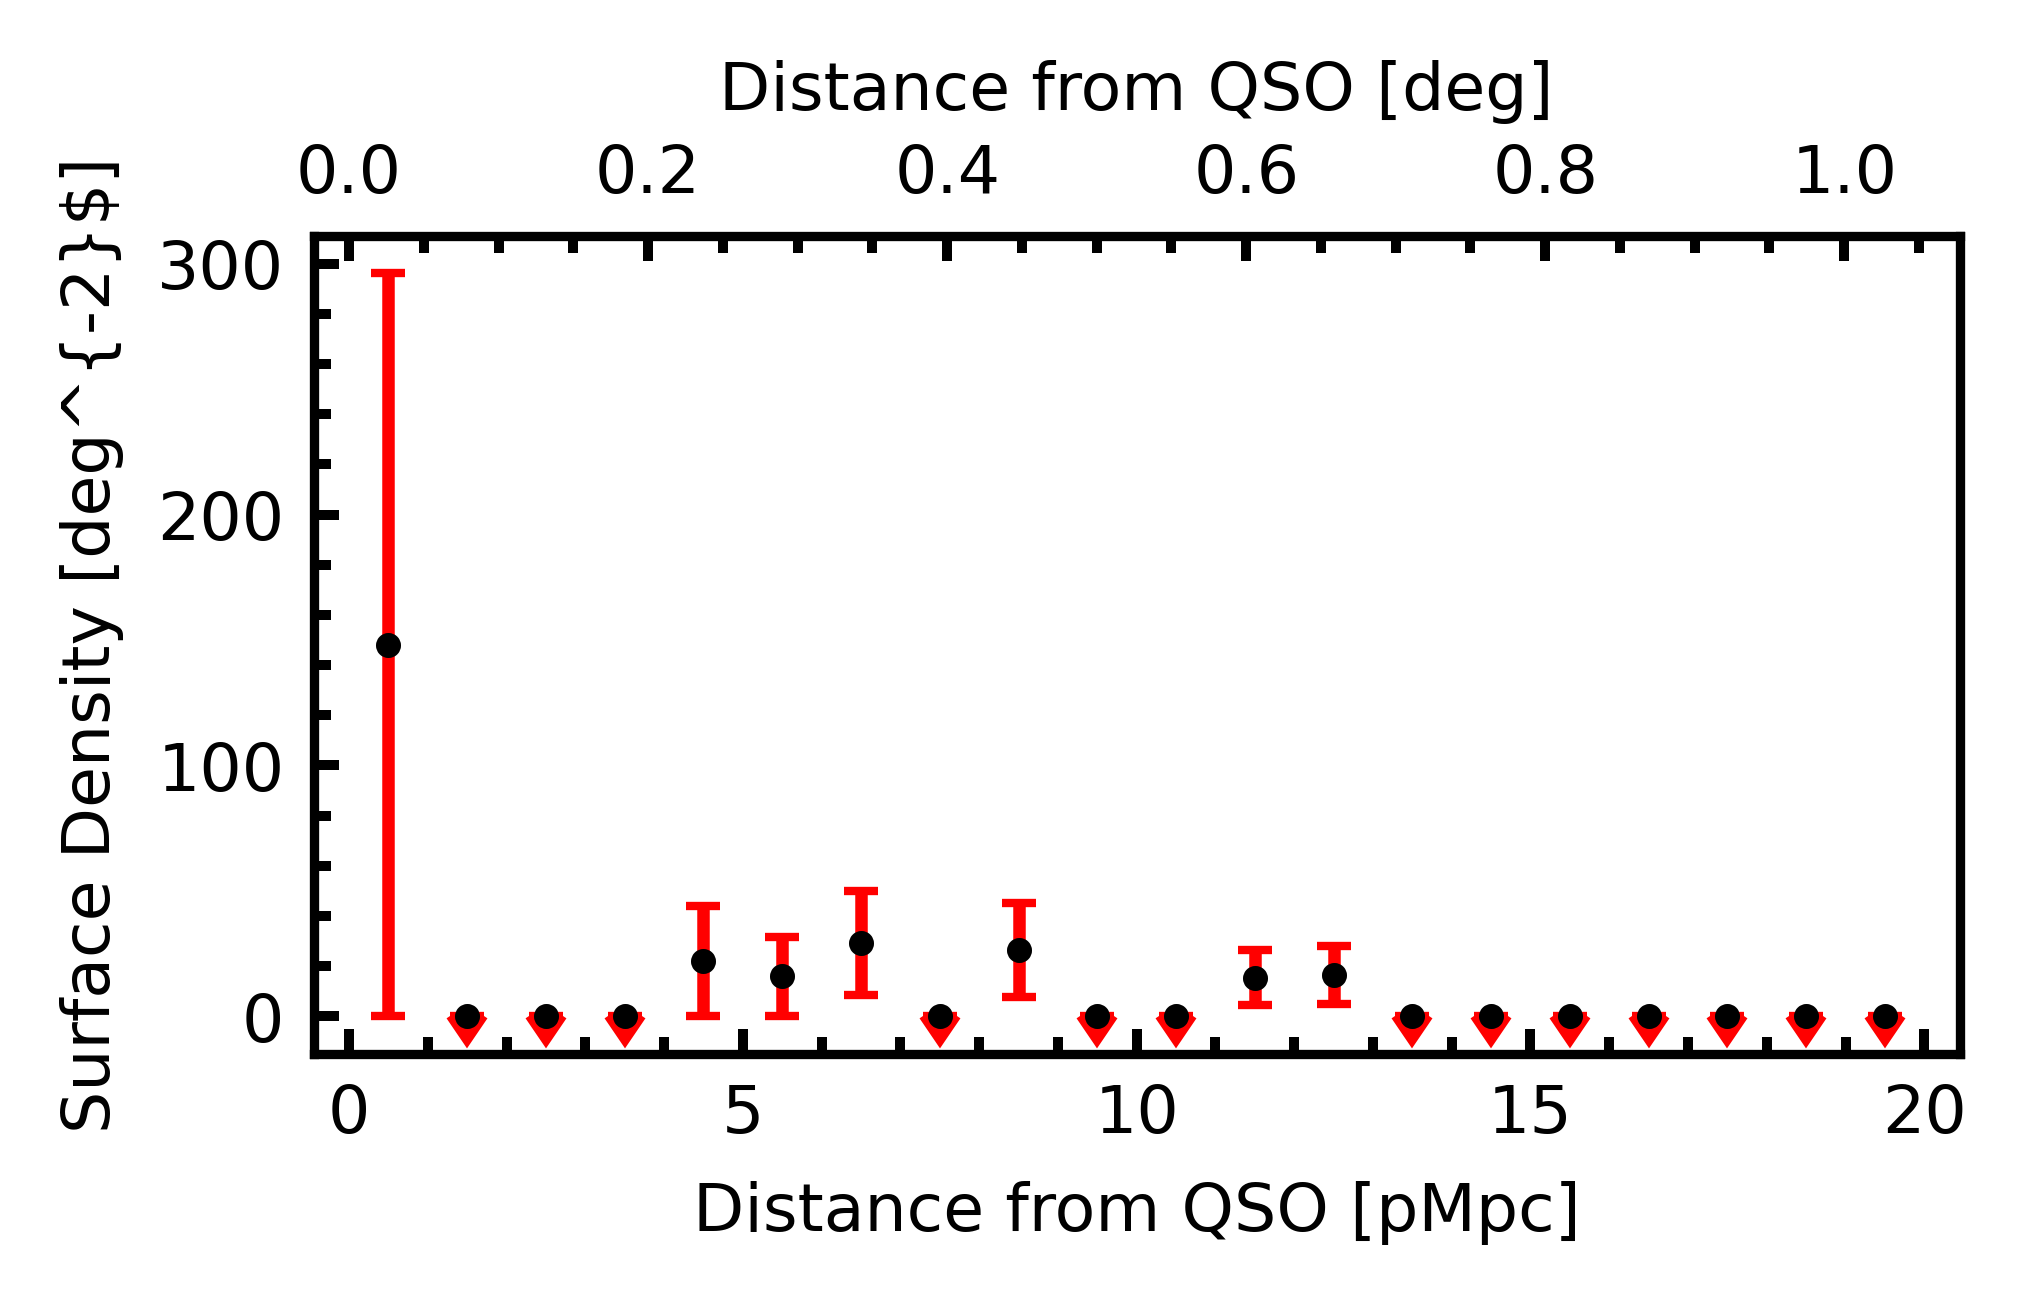 Distance from QSO [deg]
0.0 0.2 0.4 0.6 0.8 1.0
Surface Density [deg^{-2}$]
300
200
100
0
0 5 10 15 20
Distance from QSO [pMpc]